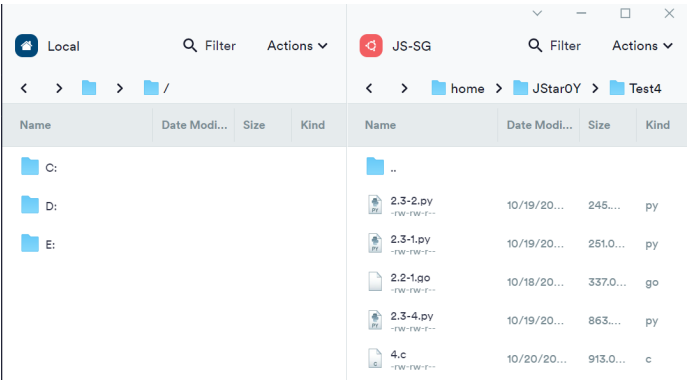 Local Filter Actions
/
Name Date Modi... Size Kind
C:
D:
E:
JS-SG Filter Actions
home JStar0Y Test4
Name Date Modi... Size Kind
..
2.3-2.py 10/19/20... 245.... py
-rw-rw-r--
2.3-1.py 10/19/20... 251.0... py
-rw-rw-r--
2.2-1.go 10/18/20... 337.0... go
-rw-rw-r--
2.3-4.py 10/19/20... 863.... py
-rw-rw-r--
4.c 10/20/20... 913.0... c
-rw-rw-r--